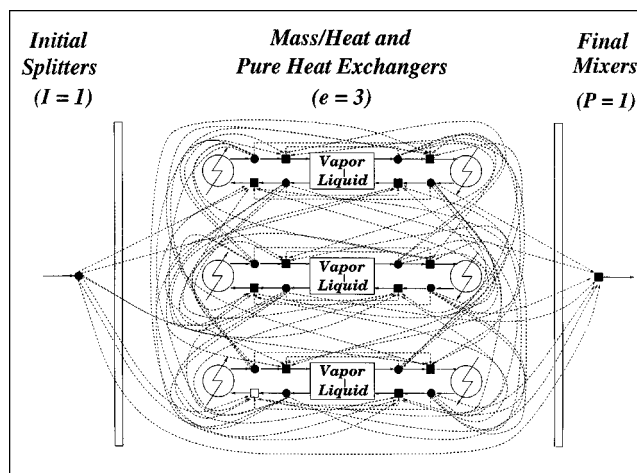 Initial
Splitters
(I = 1)
Mass/Heat and
Pure Heat Exchangers
(e = 3)
Final
Mixers
(P = 1)
Vapor
Liquid
Vapor
Liquid
Vapor
Liquid